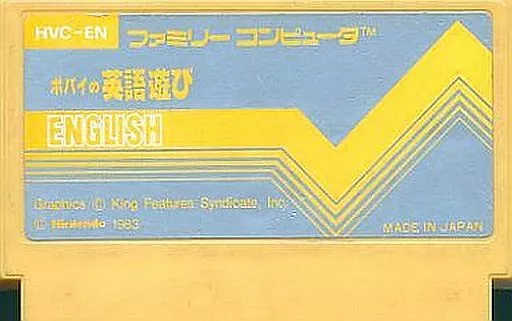 HVC-EN ファミリー コンピュータ™
ポパイの英語遊び
ENGLISH
Graphics © King Features Syndicate, Inc.
© Nintendo 1983
MADE IN JAPAN